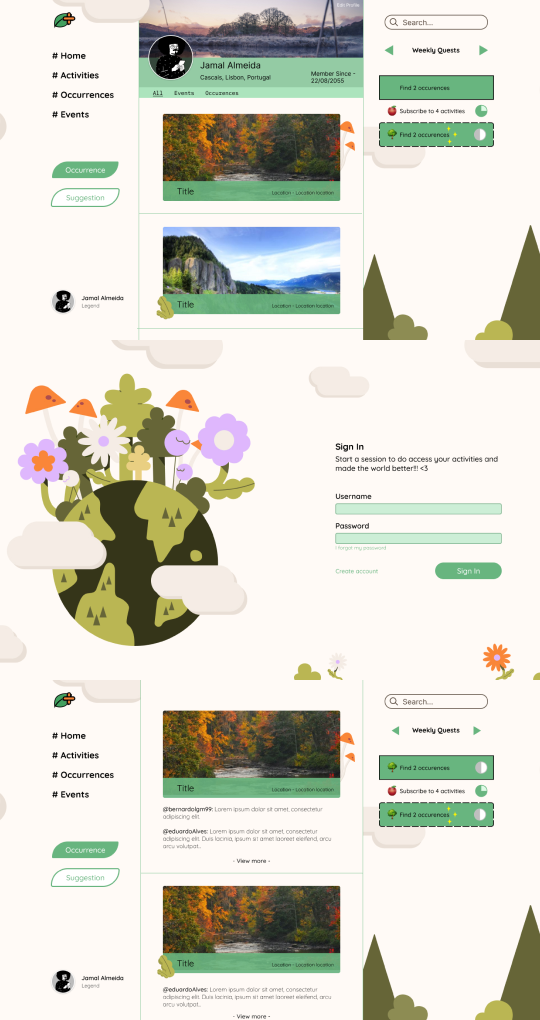 Edit Profile
# Home
# Activities
# Occurrences
# Events
Occurrence
Suggestion
Jamal Almeida
Legend
Jamal Almeida
Cascais, Lisbon, Portugal
Member Since -
22/08/2055
All Events Occurences
Title
Location - Location location
Title
Location - Location location
Search...
Weekly Quests
Find 2 occurences
Subscribe to 4 activities
Find 2 occurences
Sign In
Start a session to do access your activities and
made the world better!!! <3
Username
Password
I forgot my password
Create account
Sign In
# Home
# Activities
# Occurrences
# Events
Occurrence
Suggestion
Jamal Almeida
Legend
Title
Location - Location location
@bernardolgm99: Lorem ipsum dolor sit amet, consectetur
adipiscing elit
@eduardoAlves: Lorem ipsum dolor sit amet, consectetur
adipiscing elit. Duis lacinia, ipsum sit amet laoreet efficitur, arcu
arcu volutpat...
- View more -
Title
Location - Location location
@eduardoAlves: Lorem ipsum dolor sit amet, consectetur
adipiscing elit. Duis lacinia, ipsum sit amet laoreet efficitur, arcu
arcu volutpat...
- View more -
Search...
Weekly Quests
Find 2 occurences
Subscribe to 4 activities
Find 2 occurences